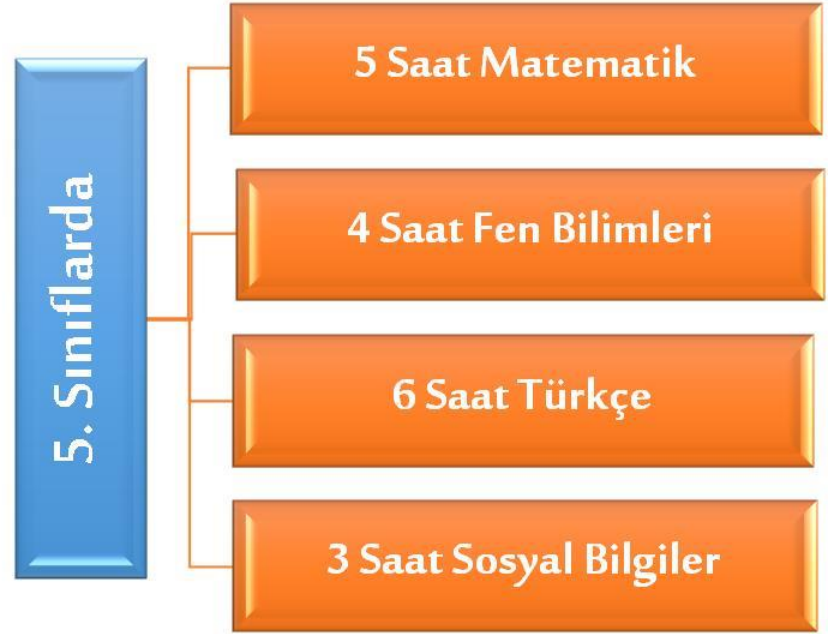 5. Sınıflarda
5 Saat Matematik
4 Saat Fen Bilimleri
6 Saat Türkçe
3 Saat Sosyal Bilgiler